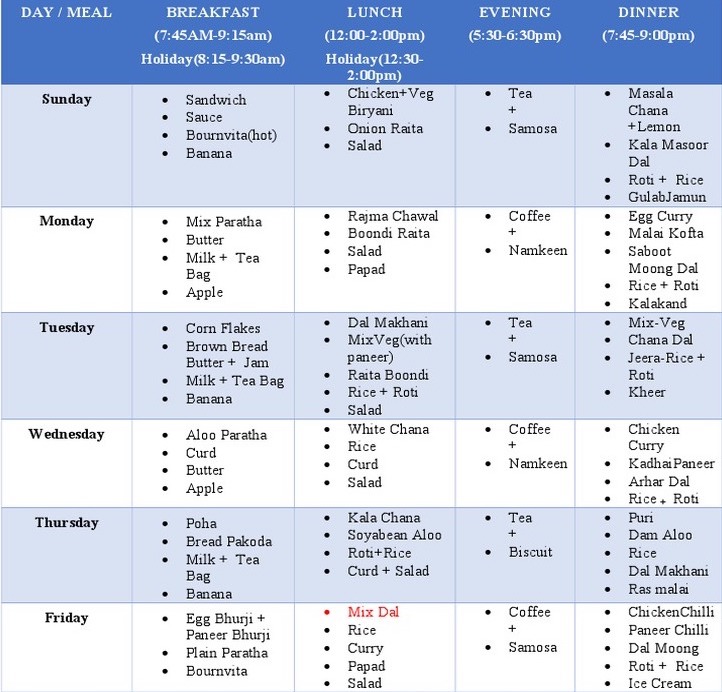 DAY / MEAL
BREAKFAST
(7:45AM-9:15am)
Holiday(8:15-9:30am)
LUNCH
(12:00-2:00pm)
Holiday(12:30-
2:00pm)
EVENING
(5:30-6:30pm)
DINNER
(7:45-9:00pm)
Sunday
• Sandwich
• Sauce
• Bournvita(hot)
• Banana
• Chicken+Veg
Biryani
• Onion Raita
• Salad
• Tea
+
• Samosa
• Masala
Chana
+Lemon
• Kala Masoor
Dal
• Roti + Rice
• GulabJamun
Monday
• Mix Paratha
• Butter
• Milk + Tea
Bag
• Apple
• Rajma Chawal
• Boondi Raita
• Salad
• Papad
• Coffee
+
• Namkeen
• Egg Curry
• Malai Kofta
• Saboot
Moong Dal
• Rice + Roti
• Kalakand
Tuesday
• Corn Flakes
• Brown Bread
Butter + Jam
• Milk + Tea Bag
• Banana
• Dal Makhani
• MixVeg(with
paneer)
• Raita Boondi
• Rice + Roti
• Salad
• Tea
+
• Samosa
• Mix-Veg
• Chana Dal
• Jeera-Rice +
Roti
• Kheer
Wednesday
• Aloo Paratha
• Curd
• Butter
• Apple
• White Chana
• Rice
• Curd
• Salad
• Coffee
+
• Namkeen
• Chicken
Curry
• KadhaiPaneer
• Arhar Dal
• Rice + Roti
Thursday
• Poha
• Bread Pakoda
• Milk + Tea
Bag
• Banana
• Kala Chana
• Soyabean Aloo
• Roti+Rice
• Curd + Salad
• Tea
+
• Biscuit
• Puri
• Dam Aloo
• Rice
• Dal Makhani
• Ras malai
Friday
• Egg Bhurji +
Paneer Bhurji
• Plain Paratha
• Bournvita
• Mix Dal
• Rice
• Curry
• Papad
• Salad
• Coffee
+
• Samosa
• ChickenChilli
• Paneer Chilli
• Dal Moong
• Roti + Rice
• Ice Cream